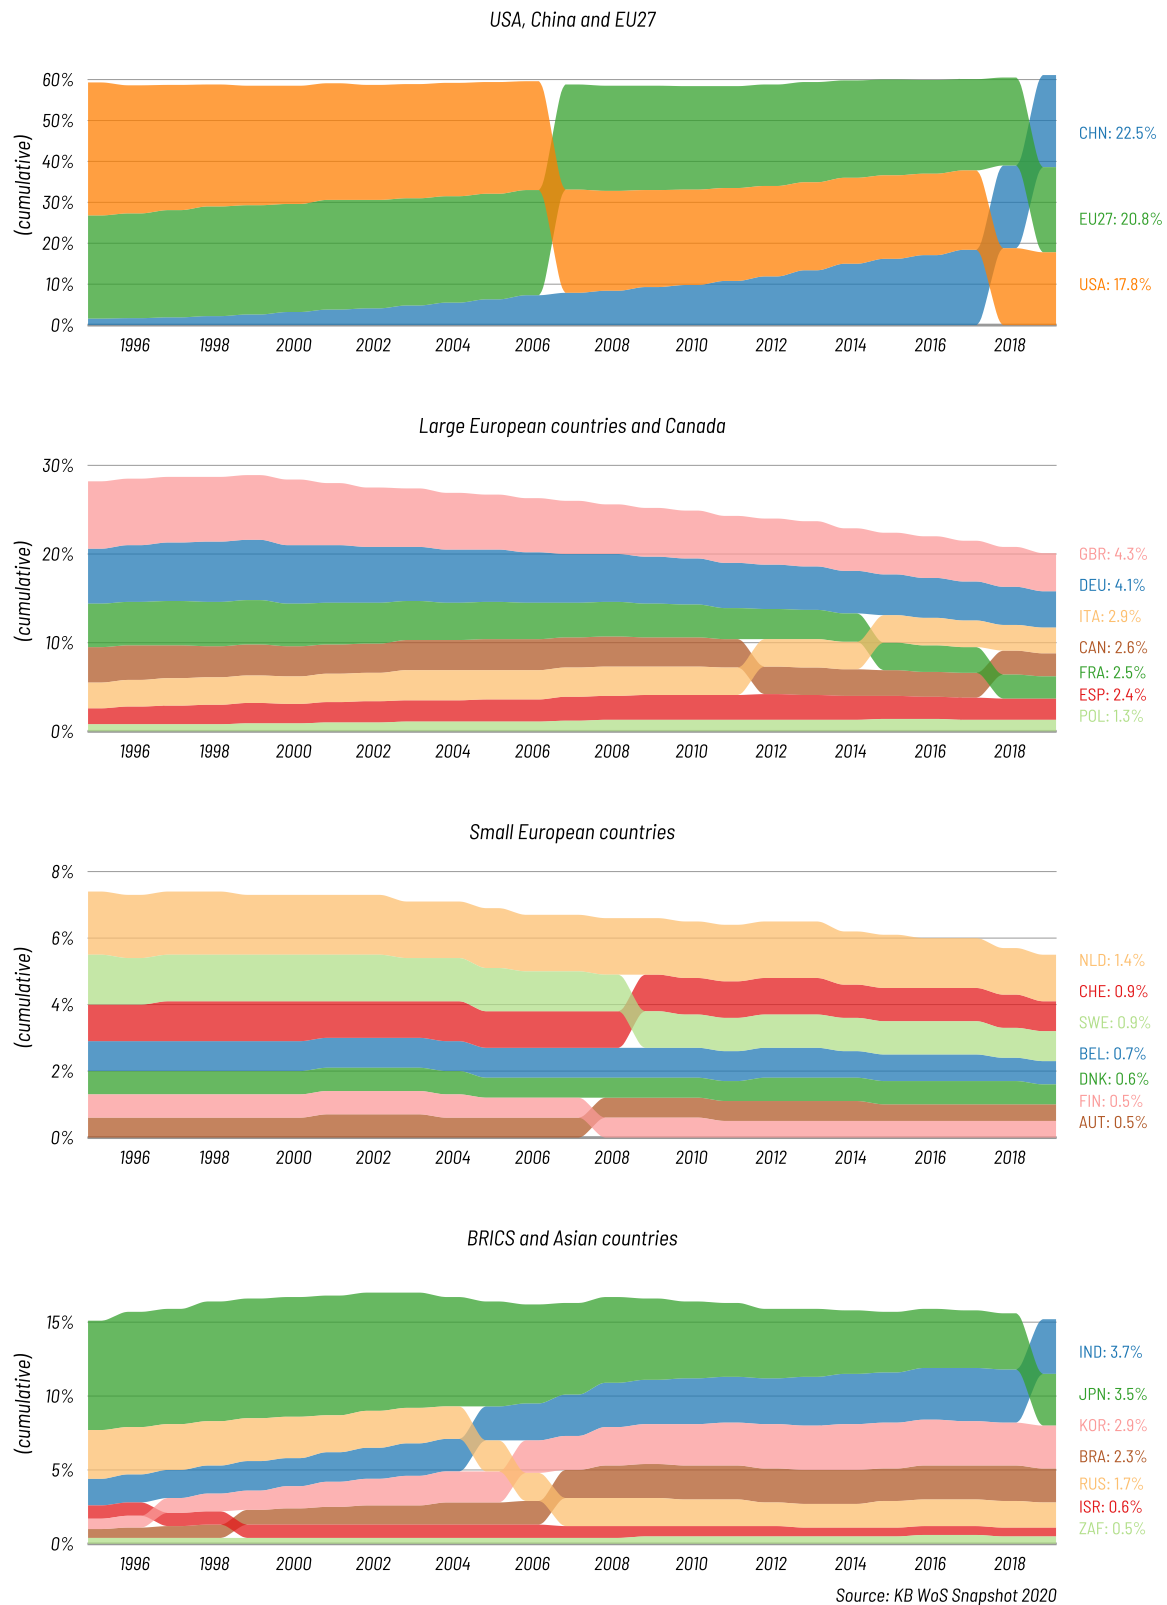 USA, China and EU27
60%
50%
40%
30%
20%
10%
0%
(cumulative)
CHN: 22.5%
EU27: 20.8%
USA: 17.8%
1996 1998 2000 2002 2004 2006 2008 2010 2012 2014 2016 2018
Large European countries and Canada
30%
20%
10%
0%
(cumulative)
GBR: 4.3%
DEU: 4.1%
ITA: 2.9%
CAN: 2.6%
FRA: 2.5%
ESP: 2.4%
POL: 1.3%
1996 1998 2000 2002 2004 2006 2008 2010 2012 2014 2016 2018
Small European countries
8%
6%
4%
2%
0%
(cumulative)
NLD: 1.4%
CHE: 0.9%
SWE: 0.9%
BEL: 0.7%
DNK: 0.6%
FIN: 0.5%
AUT: 0.5%
1996 1998 2000 2002 2004 2006 2008 2010 2012 2014 2016 2018
BRICS and Asian countries
15%
10%
5%
0%
(cumulative)
IND: 3.7%
JPN: 3.5%
KOR: 2.9%
BRA: 2.3%
RUS: 1.7%
ISR: 0.6%
ZAF: 0.5%
1996 1998 2000 2002 2004 2006 2008 2010 2012 2014 2016 2018
Source: KB WoS Snapshot 2020